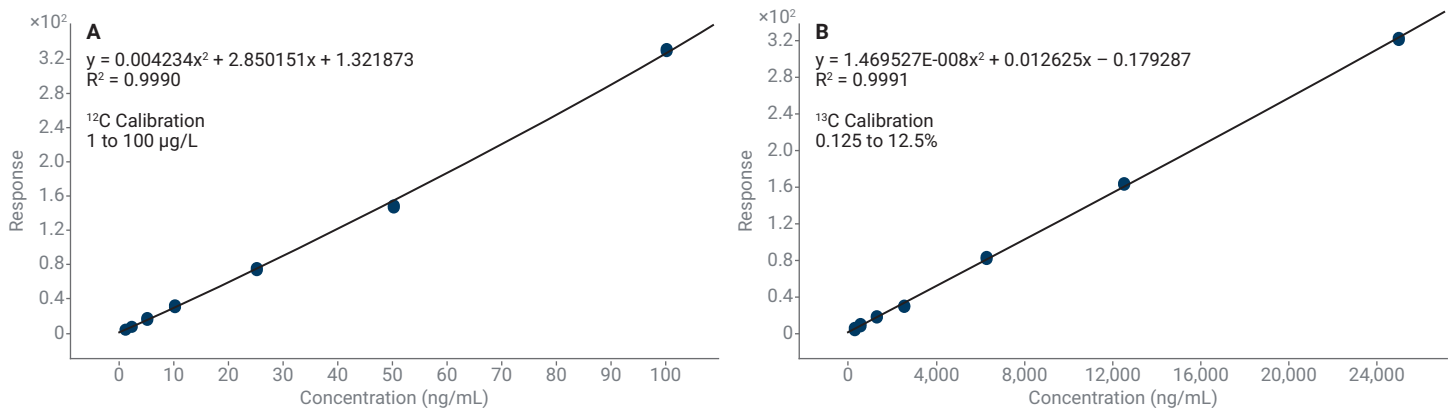 ×10²
A
y = 0.004234x² + 2.850151x + 1.321873
R² = 0.9990
¹²C Calibration
1 to 100 µg/L
Response
3.2
2.8
2.4
2.0
1.6
1.2
0.8
0.4
0
0 10 20 30 40 50 60 70 80 90 100
Concentration (ng/mL)
×10²
B
y = 1.469527E-008x² + 0.012625x – 0.179287
R² = 0.9991
¹³C Calibration
0.125 to 12.5%
Response
3.2
2.8
2.4
2.0
1.6
1.2
0.8
0.4
0
0 4,000 8,000 12,000 16,000 20,000 24,000
Concentration (ng/mL)